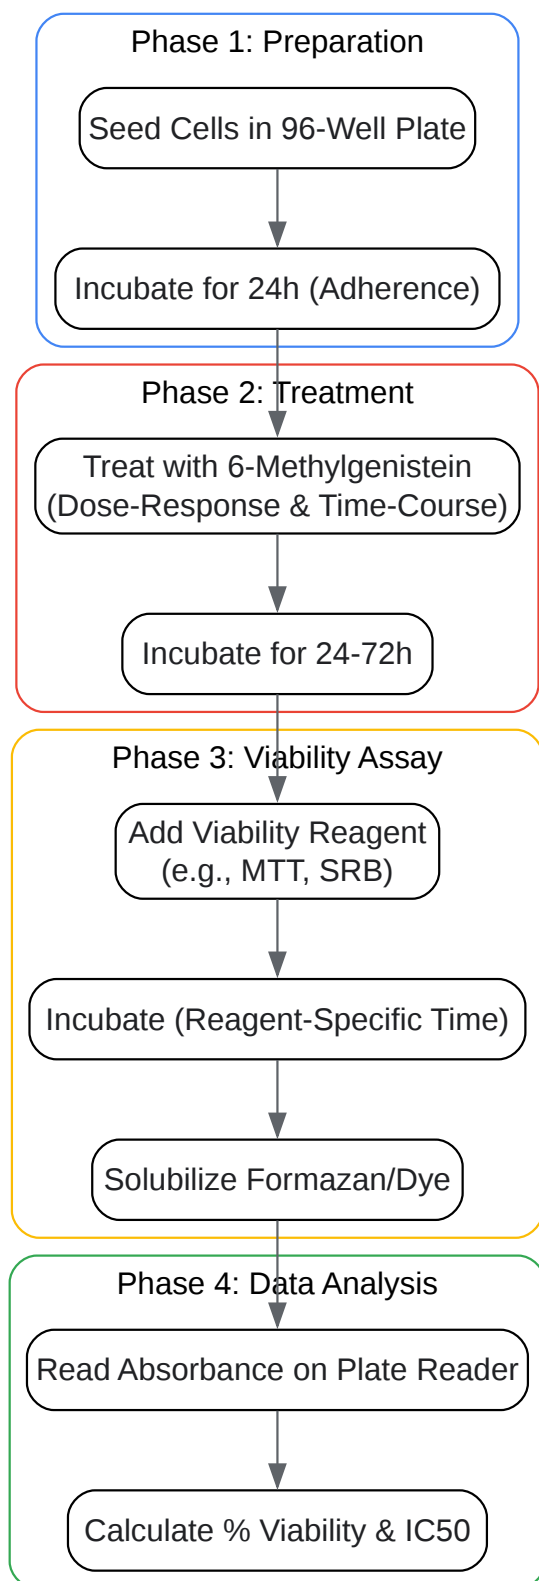 Phase 1: Preparation
Seed Cells in 96-Well Plate
Incubate for 24h (Adherence)
Phase 2: Treatment
Treat with 6-Methylgenistein
(Dose-Response & Time-Course)
Incubate for 24-72h
Phase 3: Viability Assay
Add Viability Reagent
(e.g., MTT, SRB)
Incubate (Reagent-Specific Time)
Solubilize Formazan/Dye
Phase 4: Data Analysis
Read Absorbance on Plate Reader
Calculate % Viability & IC50